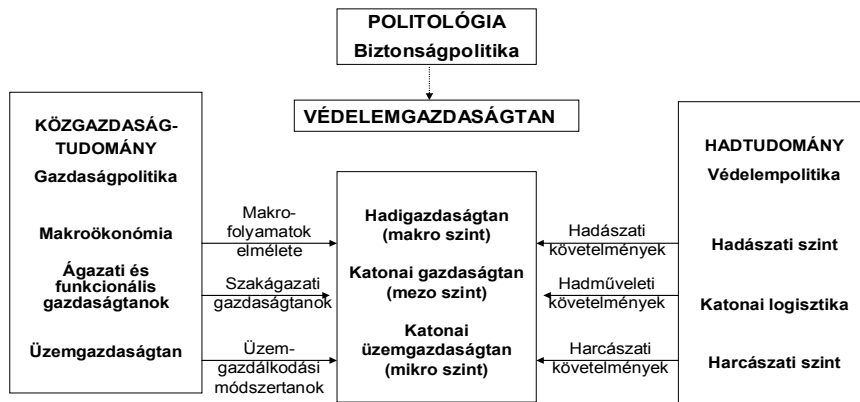 POLITOLÓGIA
Biztonságpolitika
VÉDELEMGAZDASÁGTAN
KÖZGAZDASÁG-
TUDOMÁNY
Gazdaságpolitika
Makroökonómia
Ágazati és
funkcionális
gazdaságtanok
Üzemgazdaságtan
Makro-
folyamatok
elmélete
Szakágazati
gazdaságtanok
Üzem-
gazdálkodási
módszertanok
Hadigazdaságtan
(makro szint)
Katonai gazdaságtan
(mezo szint)
Katonai
üzemgazdaságtan
(mikro szint)
Hadászati
követelmények
Hadműveleti
követelmények
Harcászati
követelmények
HADTUDOMÁNY
Védelempolitika
Hadászati szint
Katonai logisztika
Harcászati szint